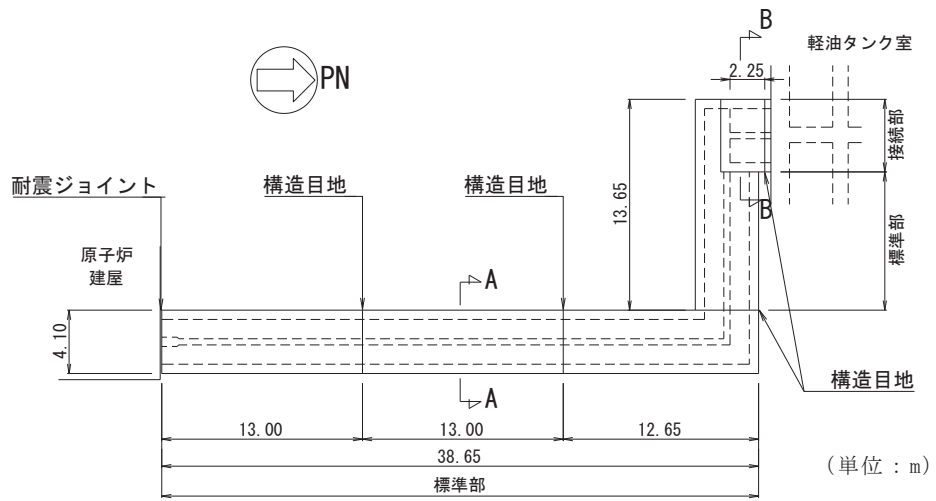 B
軽油タンク室
2.25
PN
接続部
耐震ジョイント
構造目地
構造目地
13.65
B
標準部
原子炉
建屋
A
4.10
A
構造目地
13.00
13.00
12.65
38.65
(単位:m)
標準部